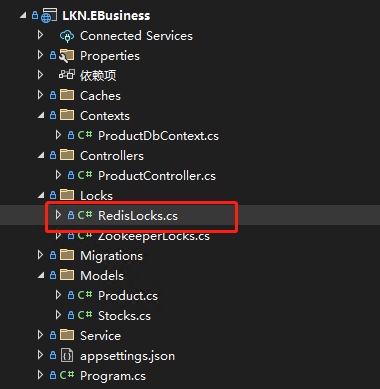 LKN.EBusiness
Connected Services
Properties
依赖项
Caches
Contexts
C# ProductDbContext.cs
Controllers
C# ProductController.cs
Locks
C# RedisLocks.cs
C# ZookeeperLocks.cs
Migrations
Models
C# Product.cs
C# Stocks.cs
Service
appsettings.json
C# Program.cs